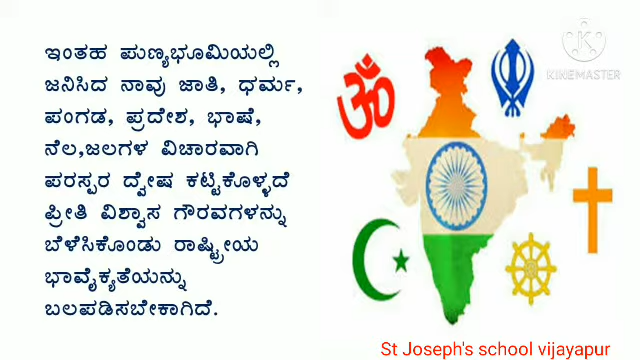 ಇಂತಹ ಪುಣ್ಯಭೂಮಿಯಲ್ಲಿ
ಜನಿಸಿದ ನಾವು ಜಾತಿ, ಧರ್ಮ,
ಪಂಗಡ, ಪ್ರದೇಶ, ಭಾಷೆ,
ನೆಲ,ಜಲಗಳ ವಿಚಾರವಾಗಿ
ಪರಸ್ಪರ ದ್ವೇಷ ಕಟ್ಟಿಕೊಳ್ಳದೆ
ಪ್ರೀತಿ ವಿಶ್ವಾಸ ಗೌರವಗಳನ್ನು
ಬೆಳೆಸಿಕೊಂಡು ರಾಷ್ಟ್ರೀಯ
ಭಾವೈಕ್ಯತೆಯನ್ನು
ಬಲಪಡಿಸಬೇಕಾಗಿದೆ.
ॐ
KINEMASTER
St Joseph's school vijayapur